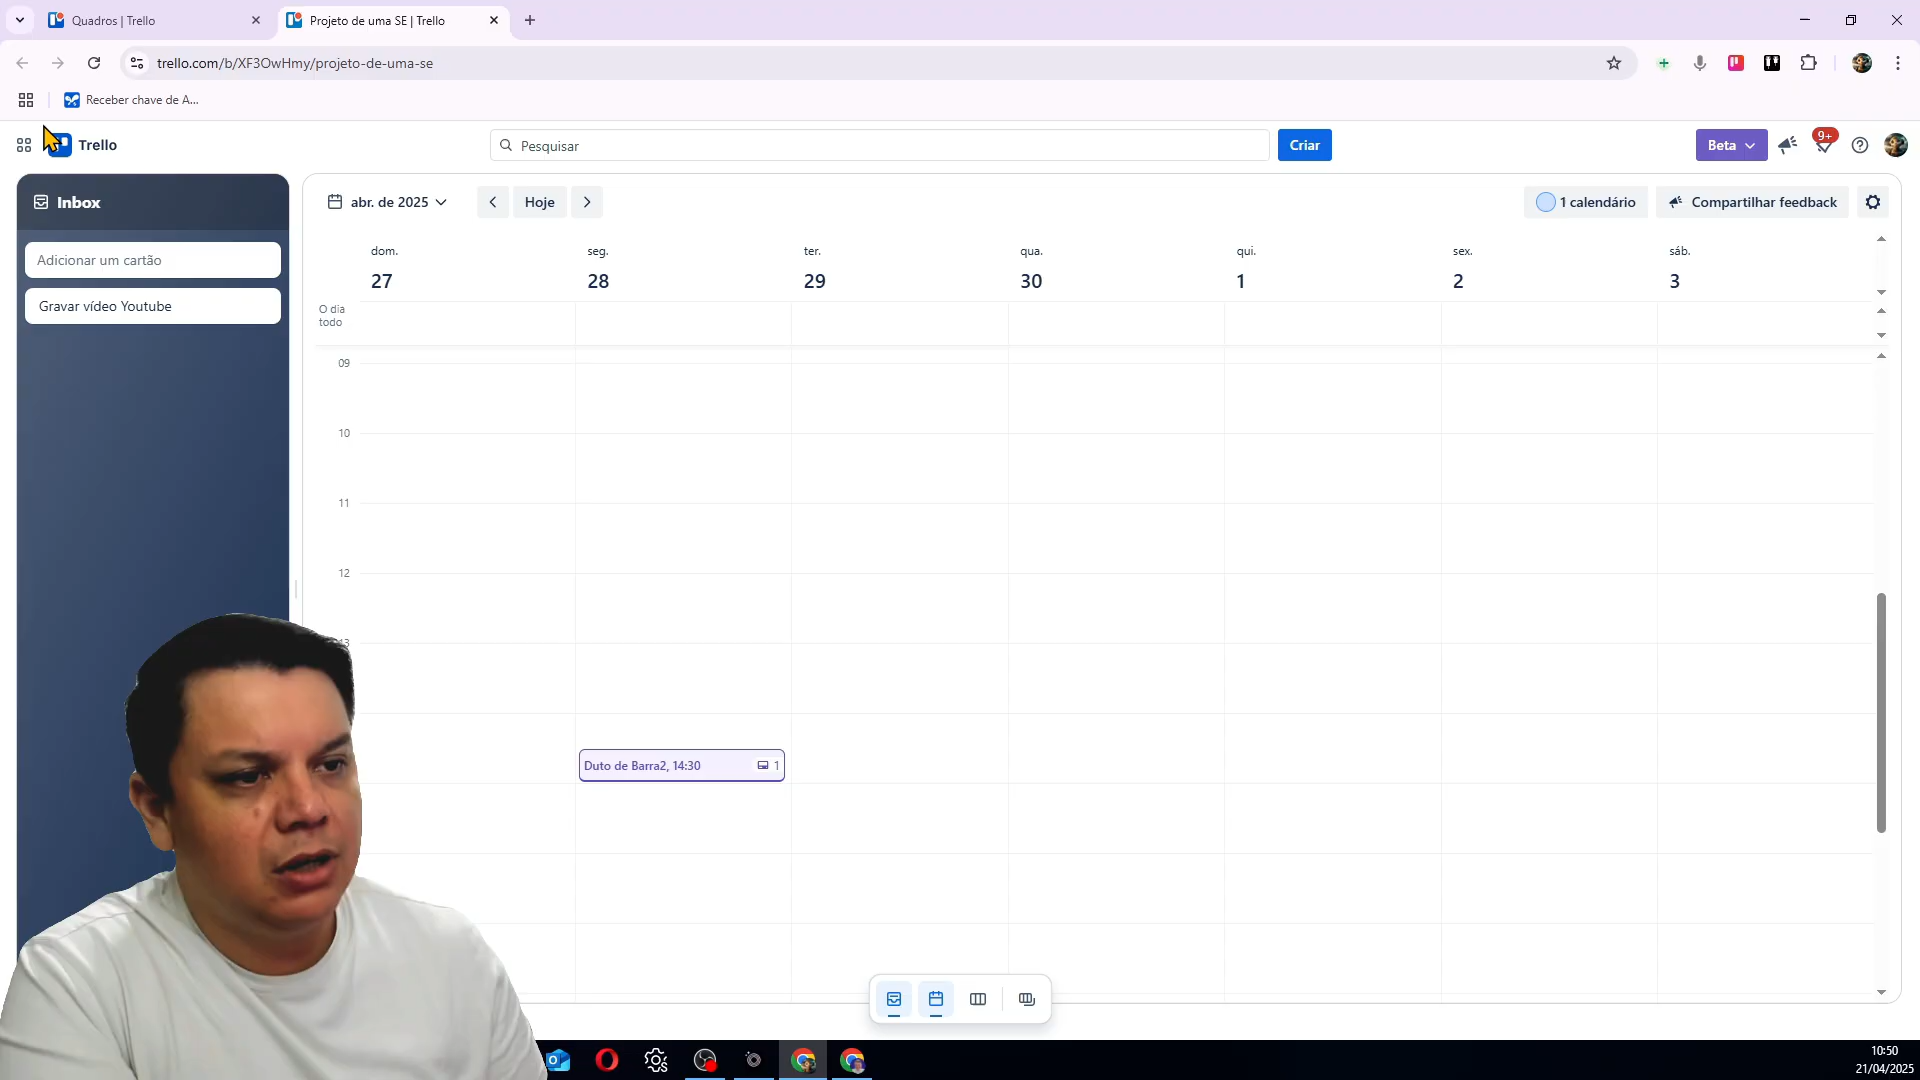 Quadros | Trello
Projeto de uma SE | Trello
trello.com/b/XF3OwHmy/projeto-de-uma-se
Receber chave de A...
Trello
Pesquisar
Criar
Beta
9+
Inbox
Adicionar um cartão
Gravar vídeo Youtube
abr. de 2025
Hoje
1 calendário
Compartilhar feedback
dom. seg. ter. qua. qui. sex. sáb.
27 28 29 30 1 2 3
O dia
todo
09
10
11
12
13
Duto de Barra2, 14:30 1
10:50
21/04/2025